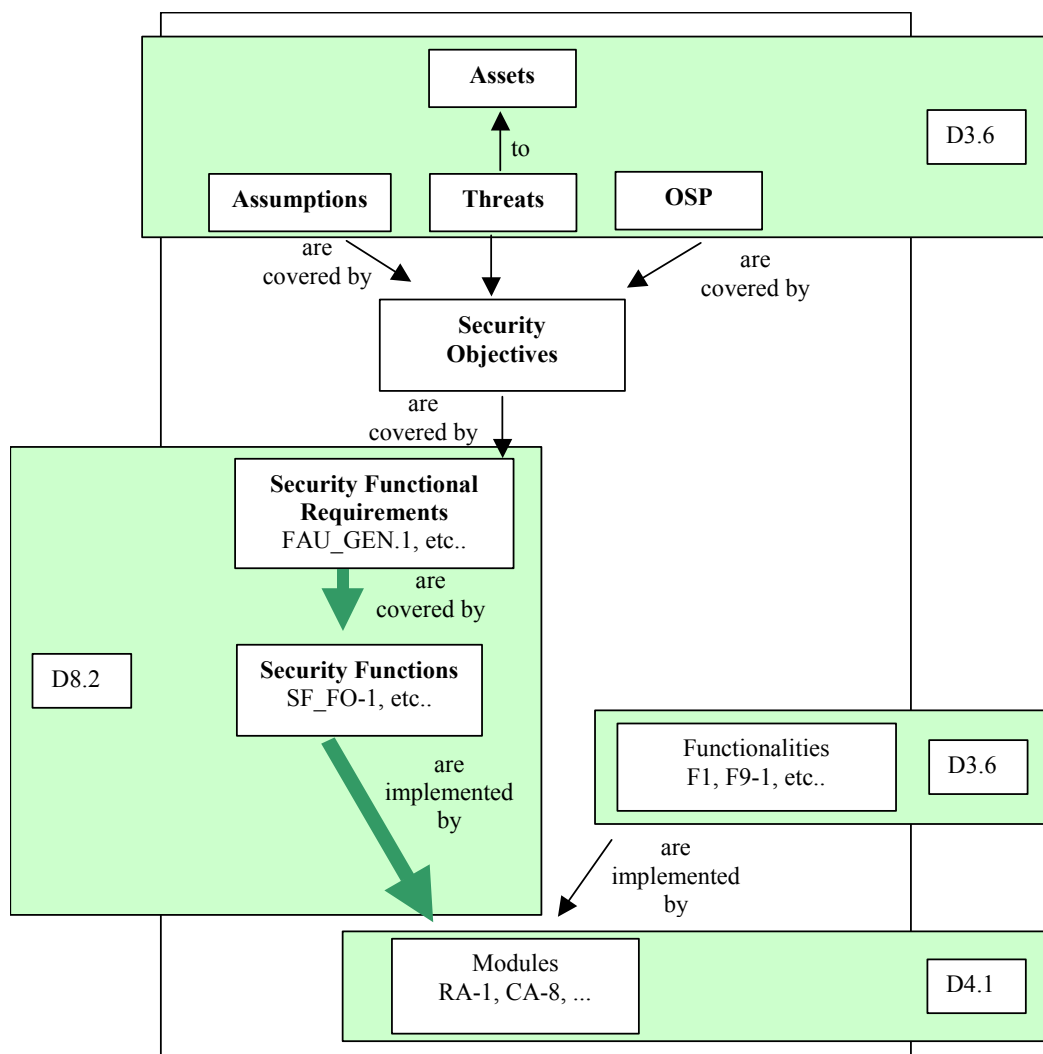 Assets
D3.6
to
Assumptions
Threats
OSP
are
covered by
are
covered by
Security
Objectives
are
covered by
Security Functional
Requirements
FAU_GEN.1, etc..
are
covered by
D8.2
Security Functions
SF_FO-1, etc..
Functionalities
F1, F9-1, etc..
D3.6
are
implemented
by
are
implemented
by
Modules
RA-1, CA-8, ...
D4.1